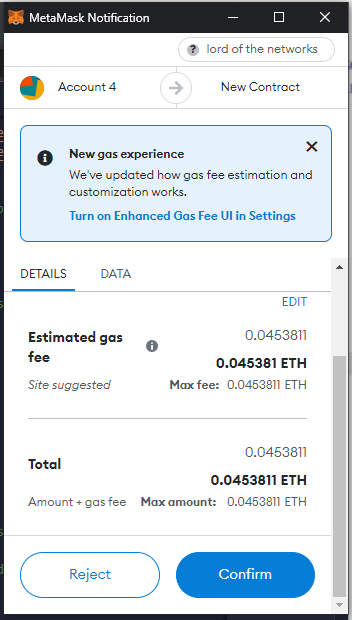 MetaMask Notification
? lord of the networks
Account 4
New Contract
New gas experience
We've updated how gas fee estimation and
customization works.
Turn on Enhanced Gas Fee UI in Settings
DETAILS
DATA
EDIT
Estimated gas fee
0.0453811
0.045381 ETH
Site suggested
Max fee: 0.0453811 ETH
Total
0.0453811
0.0453811 ETH
Amount + gas fee
Max amount: 0.0453811 ETH
Reject
Confirm